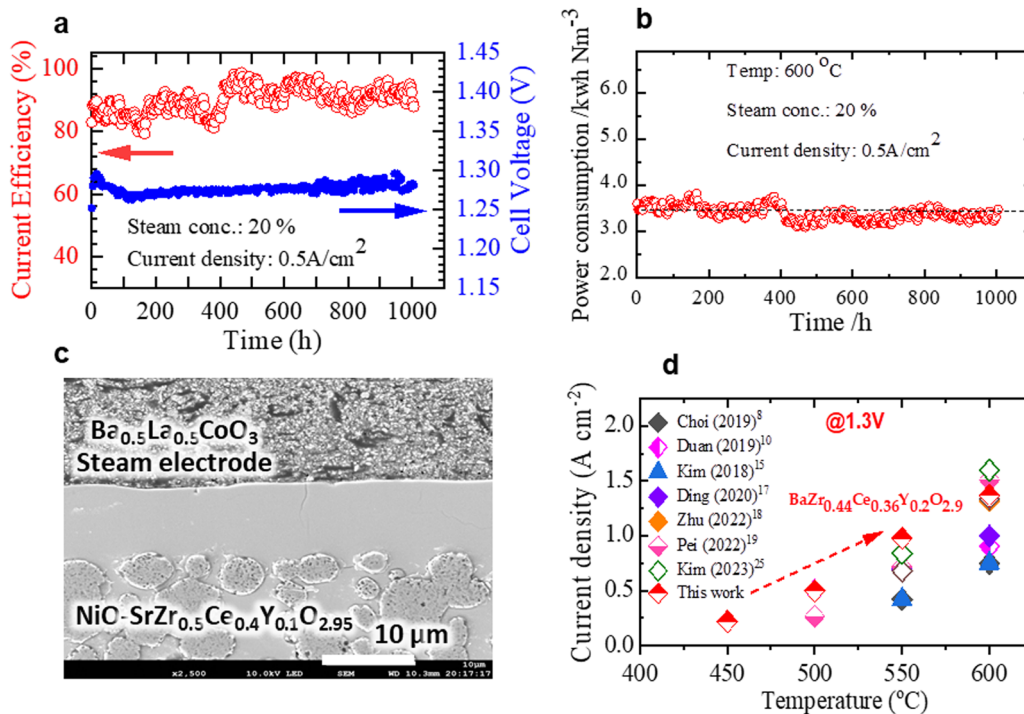 a
Current Efficiency (%)
100
80
60
40
0 200 400 600 800 1000
Time (h)
1.45
1.40
1.35
1.30
1.25
1.20
1.15
Cell Voltage (V)
Steam conc.: 20 %
Current density: 0.5A/cm²
b
Power consumption /kwh Nm⁻³
6.0
5.0
4.0
3.0
2.0
0 200 400 600 800 1000
Time /h
Temp: 600 °C
Steam conc.: 20 %
Current density: 0.5A/cm²
c
Ba₀.₅La₀.₅CoO₃
Steam electrode
NiO-SrZr₀.₅Ce₀.₄Y₀.₁O₂.₉₅
10 μm
10μm
x2,500 10.0kV LED SEM WD 10.3mm 20:17:17
d
Current density (A cm⁻²)
2.0
1.5
1.0
0.5
0.0
400 450 500 550 600
Temperature (ºC)
@1.3V
Choi (2019)⁸
Duan (2019)¹⁰
Kim (2018)¹⁵
Ding (2020)¹⁷
Zhu (2022)¹⁸
Pei (2022)¹⁹
Kim (2023)²⁵
This work
BaZr₀.₄₄Ce₀.₃₆Y₀.₂O₂.₉